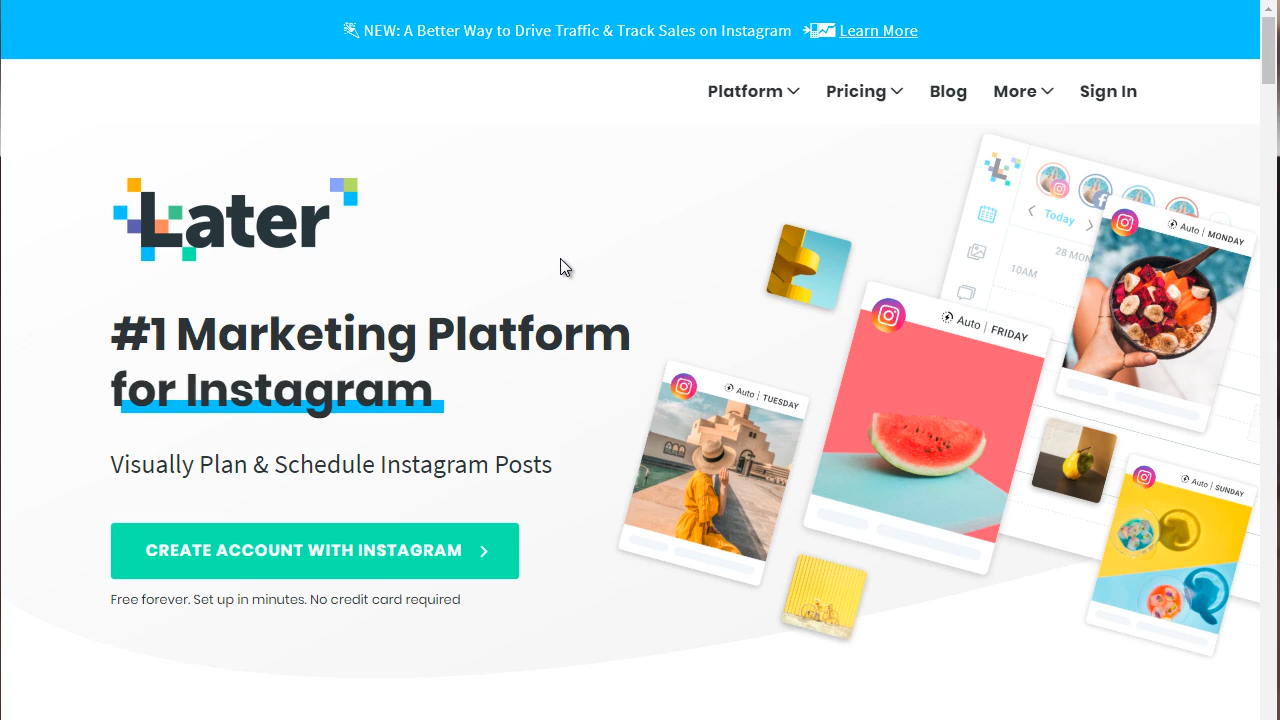 NEW: A Better Way to Drive Traffic & Track Sales on Instagram Learn More
Platform Pricing Blog More Sign In
Later
#1 Marketing Platform
for Instagram
Visually Plan & Schedule Instagram Posts
CREATE ACCOUNT WITH INSTAGRAM
Free forever. Set up in minutes. No credit card required
Today
28 MON
10AM
Auto | MONDAY
Auto | FRIDAY
Auto | TUESDAY
Auto | SUNDAY